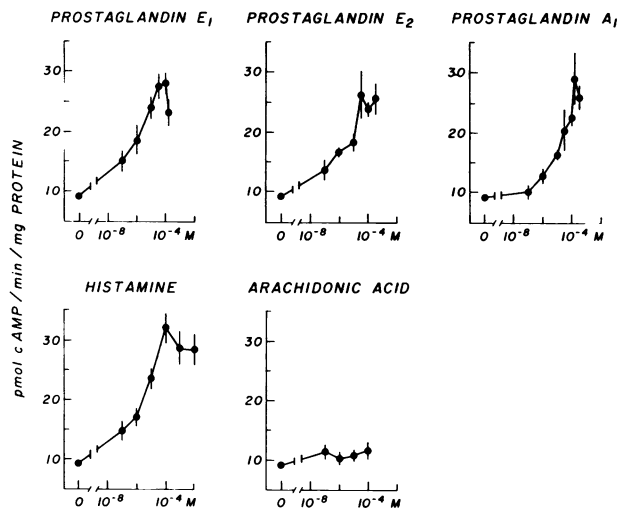 PROSTAGLANDIN E1
PROSTAGLANDIN E2
PROSTAGLANDIN A1
pmol cAMP/min/mg PROTEIN
30
20
10
0 10-8 10-4 M
30
20
10
0 10-8 10-4 M
30
20
10
0 10-8 10-4 M
HISTAMINE
ARACHIDONIC ACID
30
20
10
0 10-8 10-4 M
30
20
10
0 10-8 10-4 M